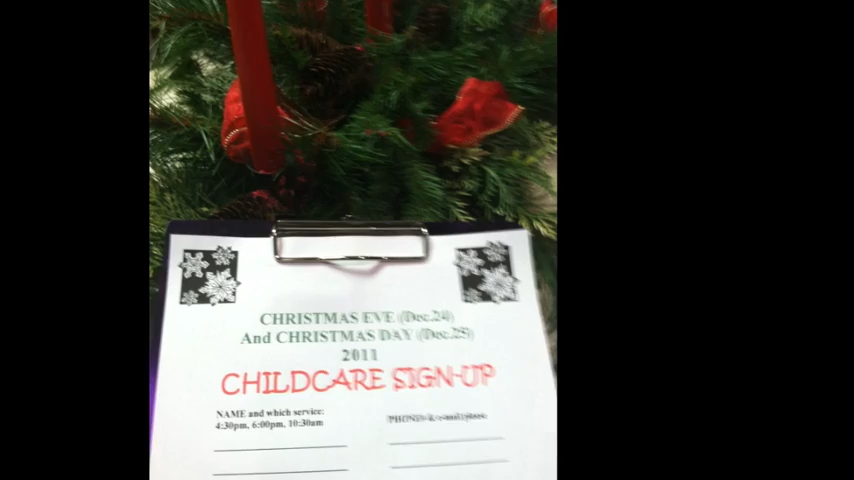 CHRISTMAS EVE (Dec.24)
And CHRISTMAS DAY (Dec.25)
2011
CHILDCARE SIGN-UP
NAME and which service:
4:30pm, 6:00pm, 10:30am
PHONE